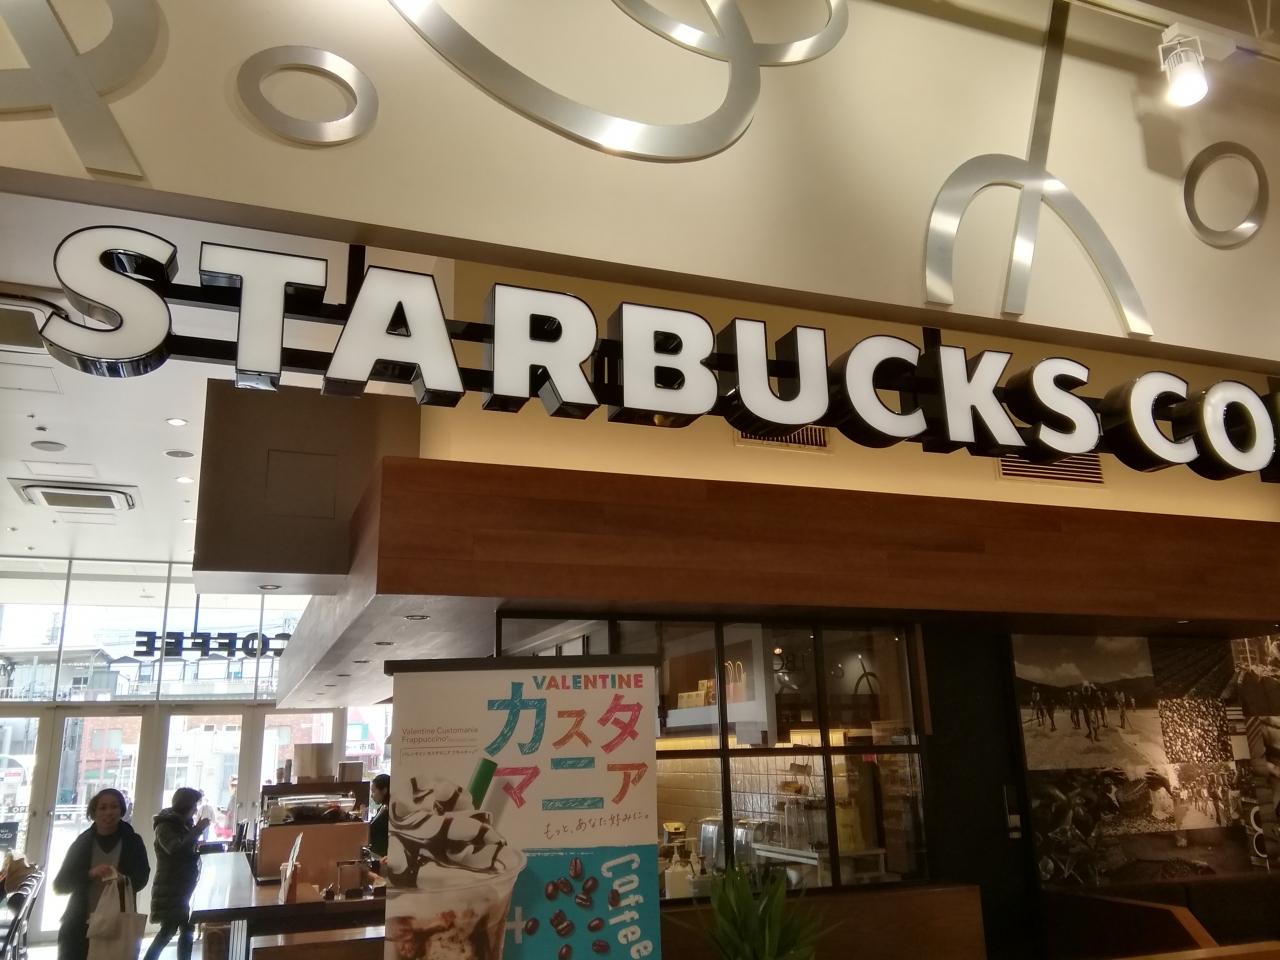 STARBUCKS CO
COFFEE
VALENTINE
カスタ
マニア
Valentine Customania
Frappuccino
もっと、あなた好みに。
+
Coffee